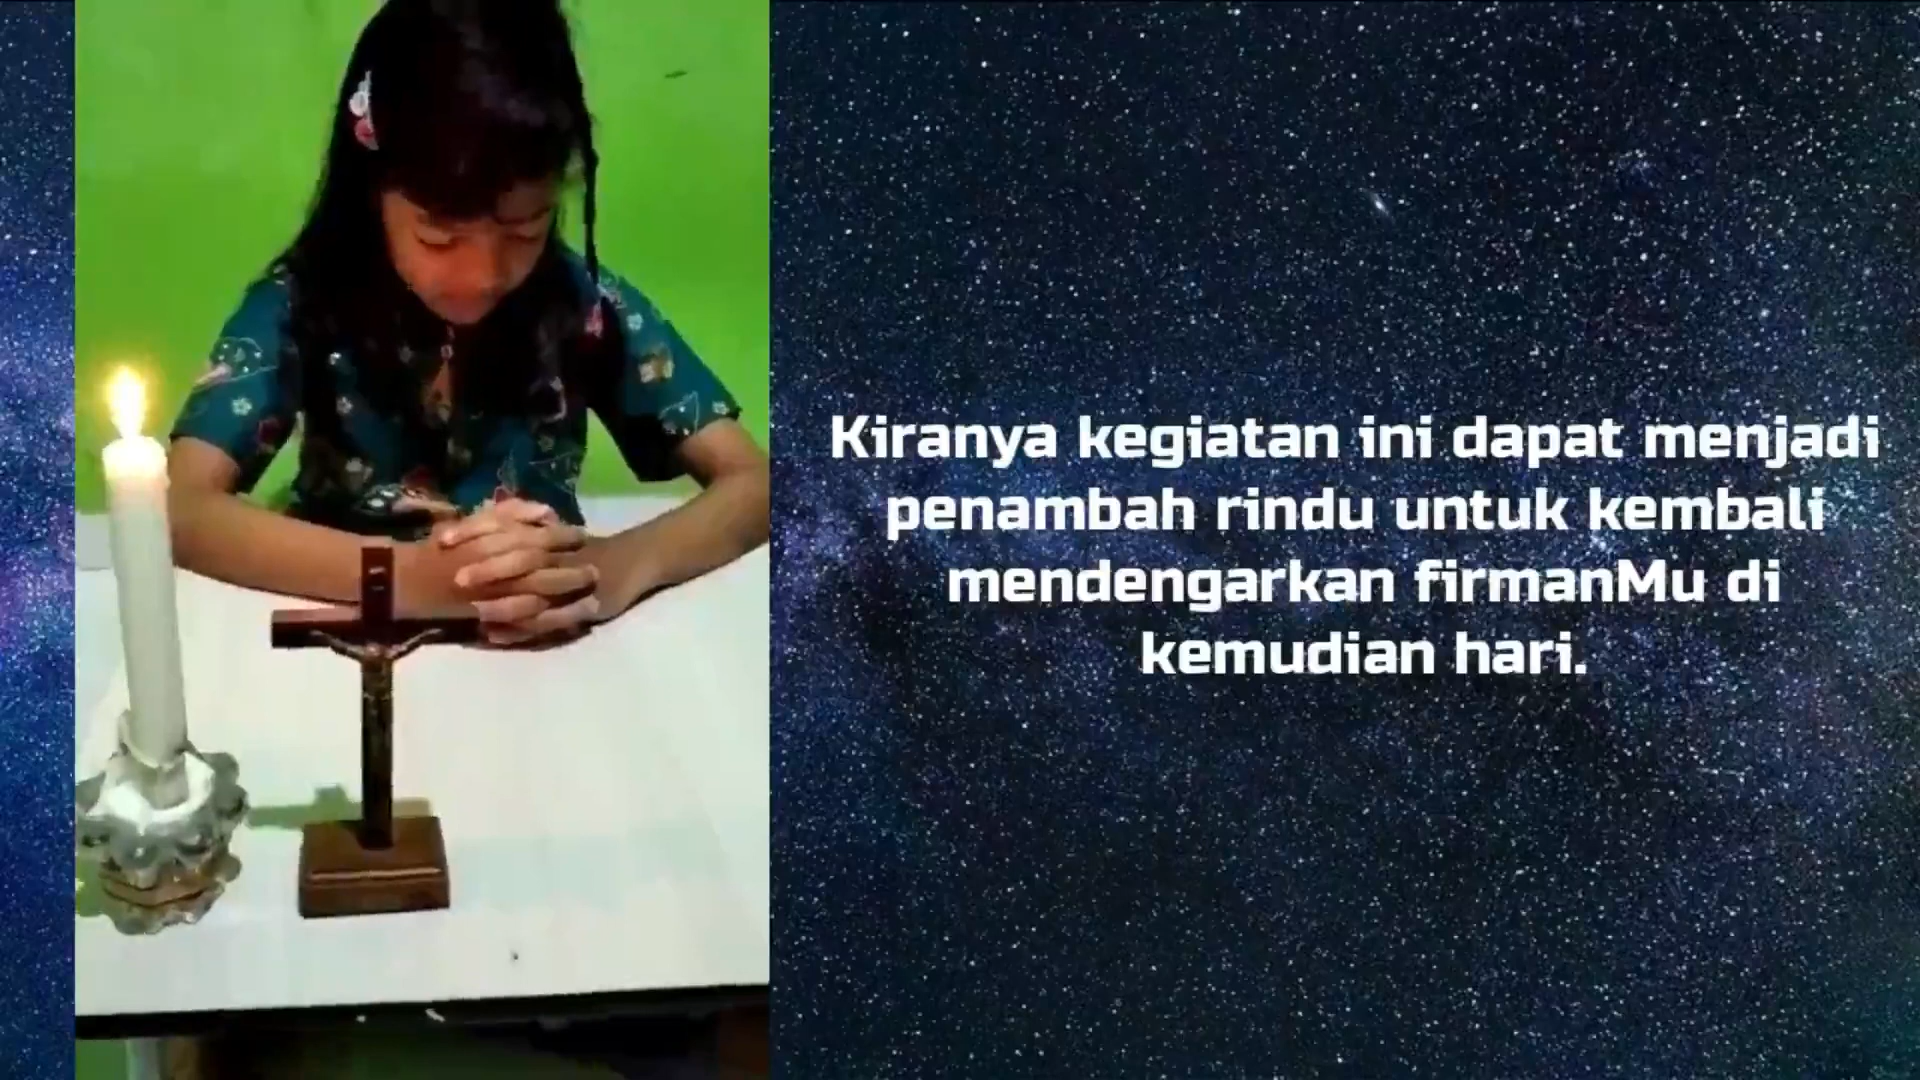 Kiranya kegiatan ini dapat menjadi
penambah rindu untuk kembali
mendengarkan firmanMu di
kemudian hari.